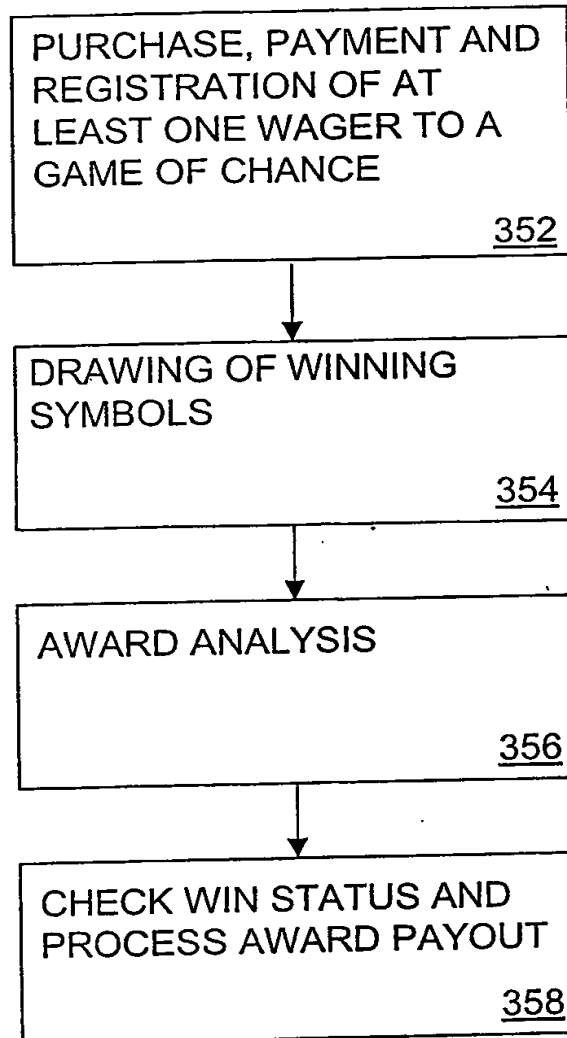 PURCHASE, PAYMENT AND
REGISTRATION OF AT
LEAST ONE WAGER TO A
GAME OF CHANCE
352
DRAWING OF WINNING
SYMBOLS
354
AWARD ANALYSIS
356
CHECK WIN STATUS AND
PROCESS AWARD PAYOUT
358